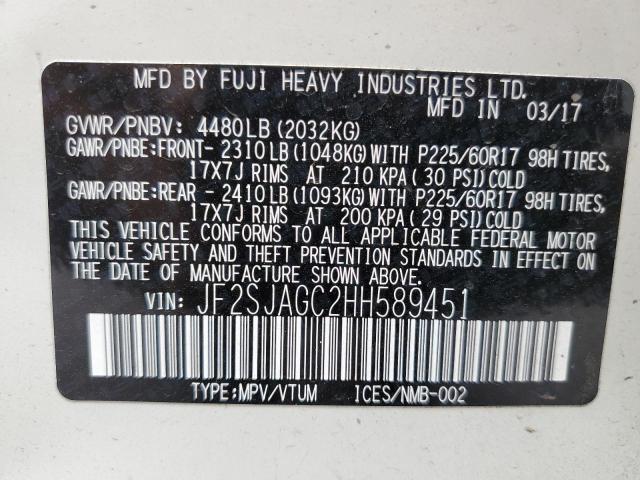 MFD BY FUJI HEAVY INDUSTRIES LTD.
MFD IN 03/17
GVWR/PNBV: 4480LB (2032KG)
GAWR/PNBE:FRONT-2310LB(1048KG)WITH P225/60R17 98H TIRES,
17X7J RIMS AT 210 KPA (30 PSI)COLD
GAWR/PNBE:REAR - 2410LB(1093KG)WITH P225/60R17 98H TIRES,
17X7J RIMS AT 200 KPA (29 PSI)COLD
THIS VEHICLE CONFORMS TO ALL APPLICABLE FEDERAL MOTOR
VEHICLE SAFETY AND THEFT PREVENTION STANDARDS IN EFFECT ON
THE DATE OF MANUFACTURE SHOWN ABOVE.
VIN: JF2SJAGC2HH589451
TYPE:MPV/VTUM ICES/NMB-002